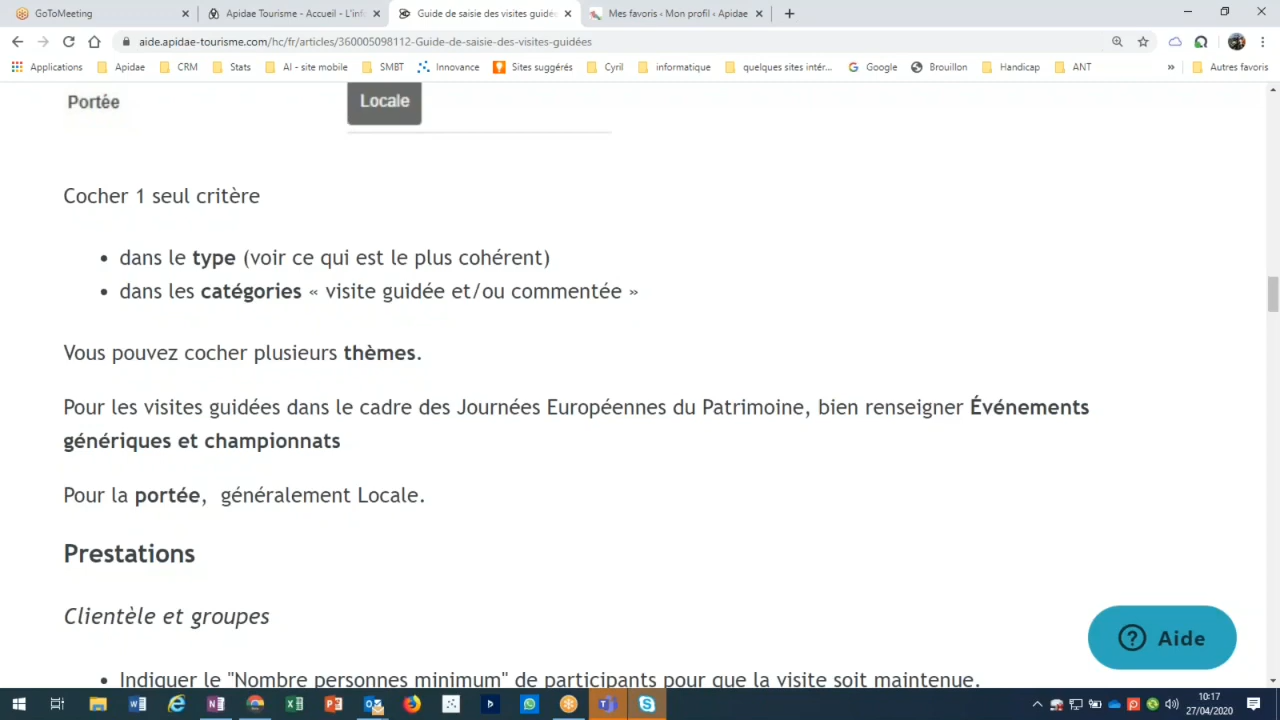 GoToMeeting
Apidae Tourisme - Accueil - L'inf
Guide de saisie des visites guidé
Mes favoris ‹ Mon profil ‹ Apidae
aide.apidae-tourisme.com/hc/fr/articles/360005098112-Guide-de-saisie-des-visites-guidées
Applications Apidae CRM Stats AI - site mobile SMBT Innovance Sites suggérés Cyril informatique quelques sites intér... Google Brouillon Handicap ANT » Autres favoris
Portée Locale
Cocher 1 seul critère
• dans le type (voir ce qui est le plus cohérent)
• dans les catégories « visite guidée et/ou commentée »
Vous pouvez cocher plusieurs thèmes.
Pour les visites guidées dans le cadre des Journées Européennes du Patrimoine, bien renseigner Événements
génériques et championnats
Pour la portée, généralement Locale.
Prestations
Clientèle et groupes
• Indiquer le "Nombre personnes minimum" de participants pour que la visite soit maintenue.
Aide
10:17
27/04/2020